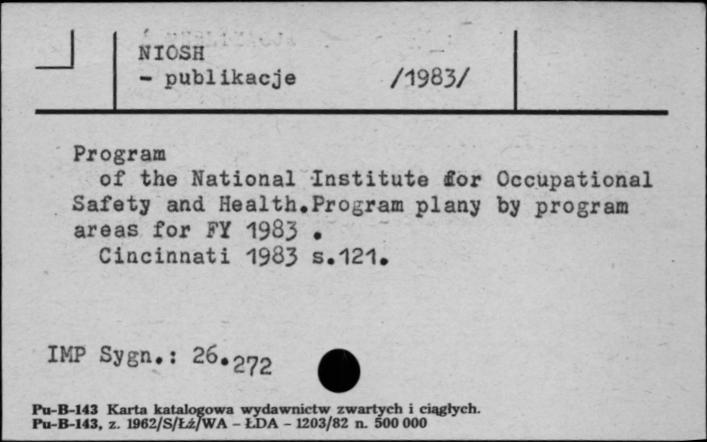 NIOSH
- publikacje /1983/
Program
of the National Institute for Occupational
Safety and Health.Program plany by program
areas for FY 1983 .
Cincinnati 1983 s.121.
IMP Sygn.: 26.272
Pu-B-143 Karta katalogowa wydawnictw zwartych i ciągłych.
Pu-B-143, z. 1962/S/Łź/WA - ŁDA - 1203/82 n. 500 000